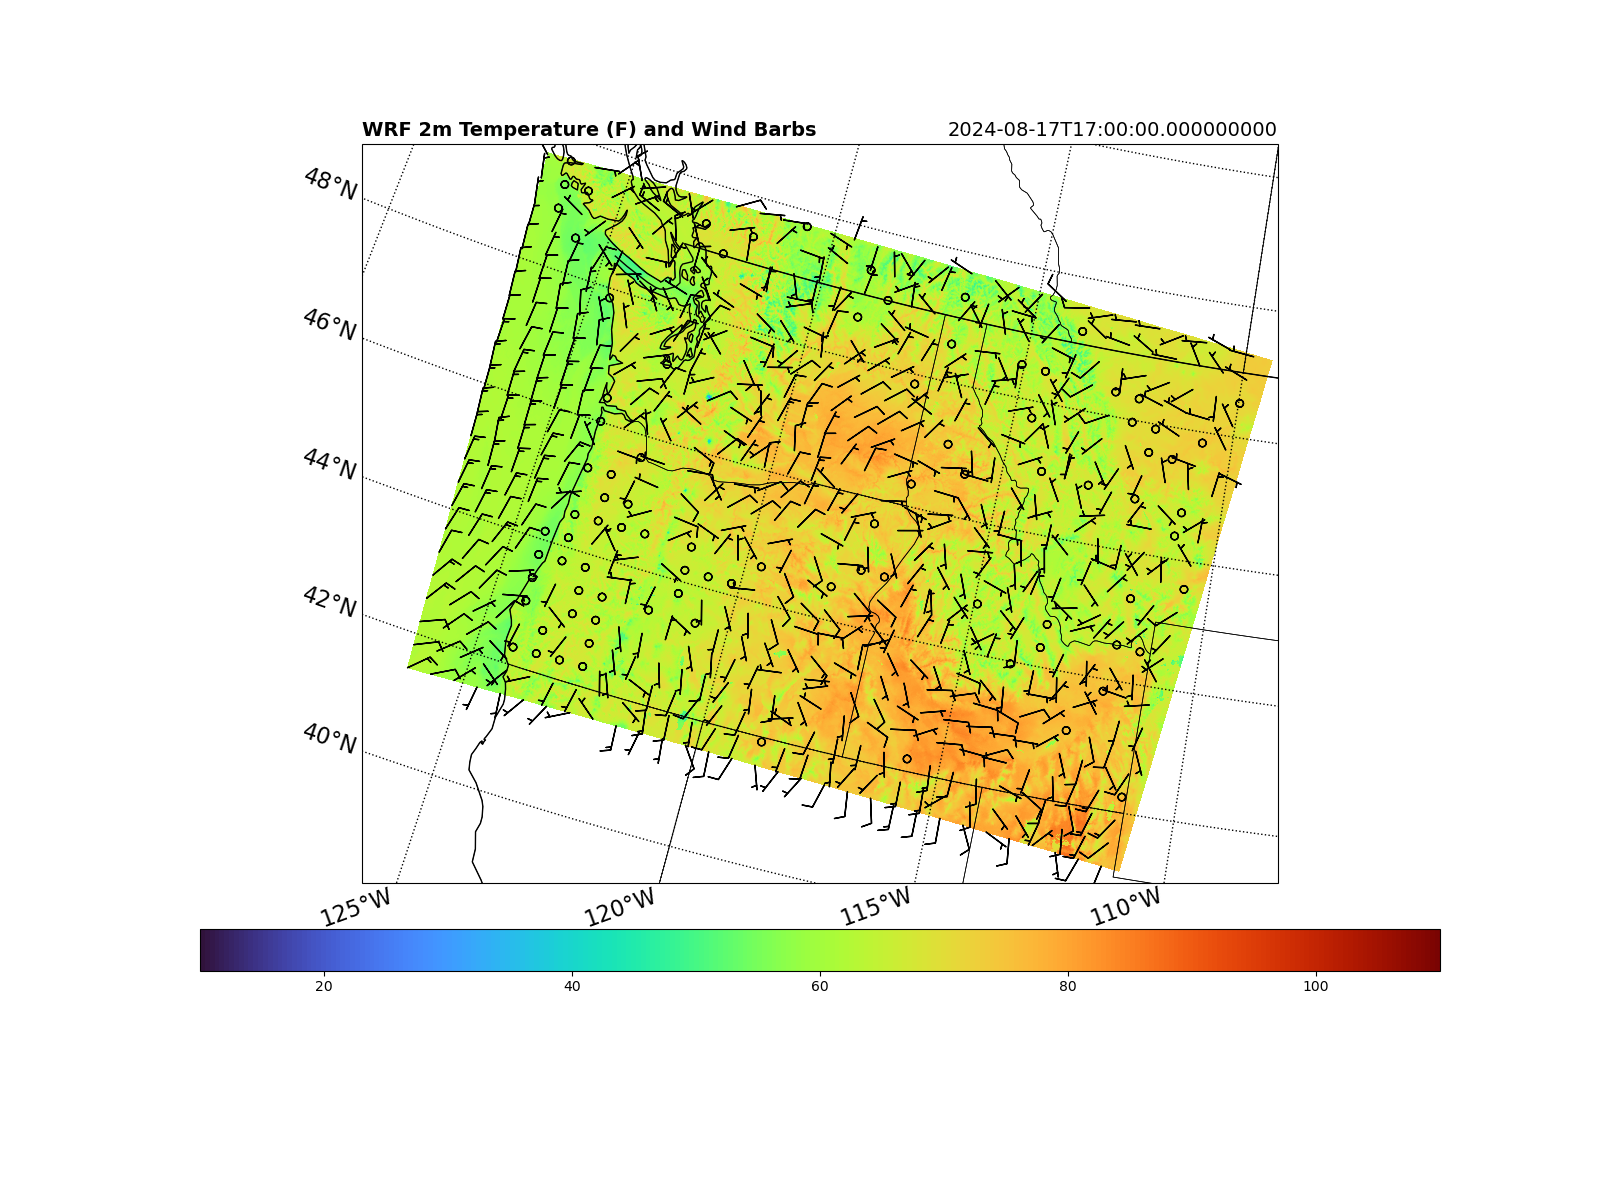 WRF 2m Temperature (F) and Wind Barbs
2024-08-17T17:00:00.000000000
48°N
46°N
44°N
42°N
40°N
125°W
120°W
115°W
110°W
20
40
60
80
100